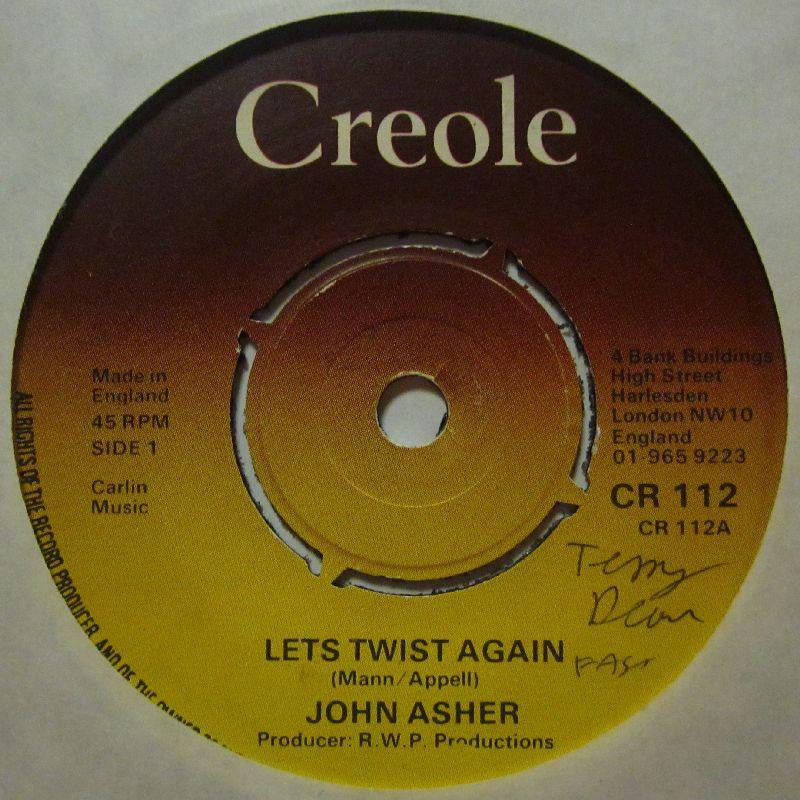 Creole
Made in
England
45 RPM
SIDE 1
Carlin
Music
4 Bank Buildings
High Street
Harlesden
London NW10
England
01 965 9223
CR 112
CR 112A
Terry
Dean
FAST
LETS TWIST AGAIN
(Mann/Appell)
JOHN ASHER
Producer: R.W.P. Productions
ALL RIGHTS OF THE RECORD PRODUCER AND OF THE OWNER